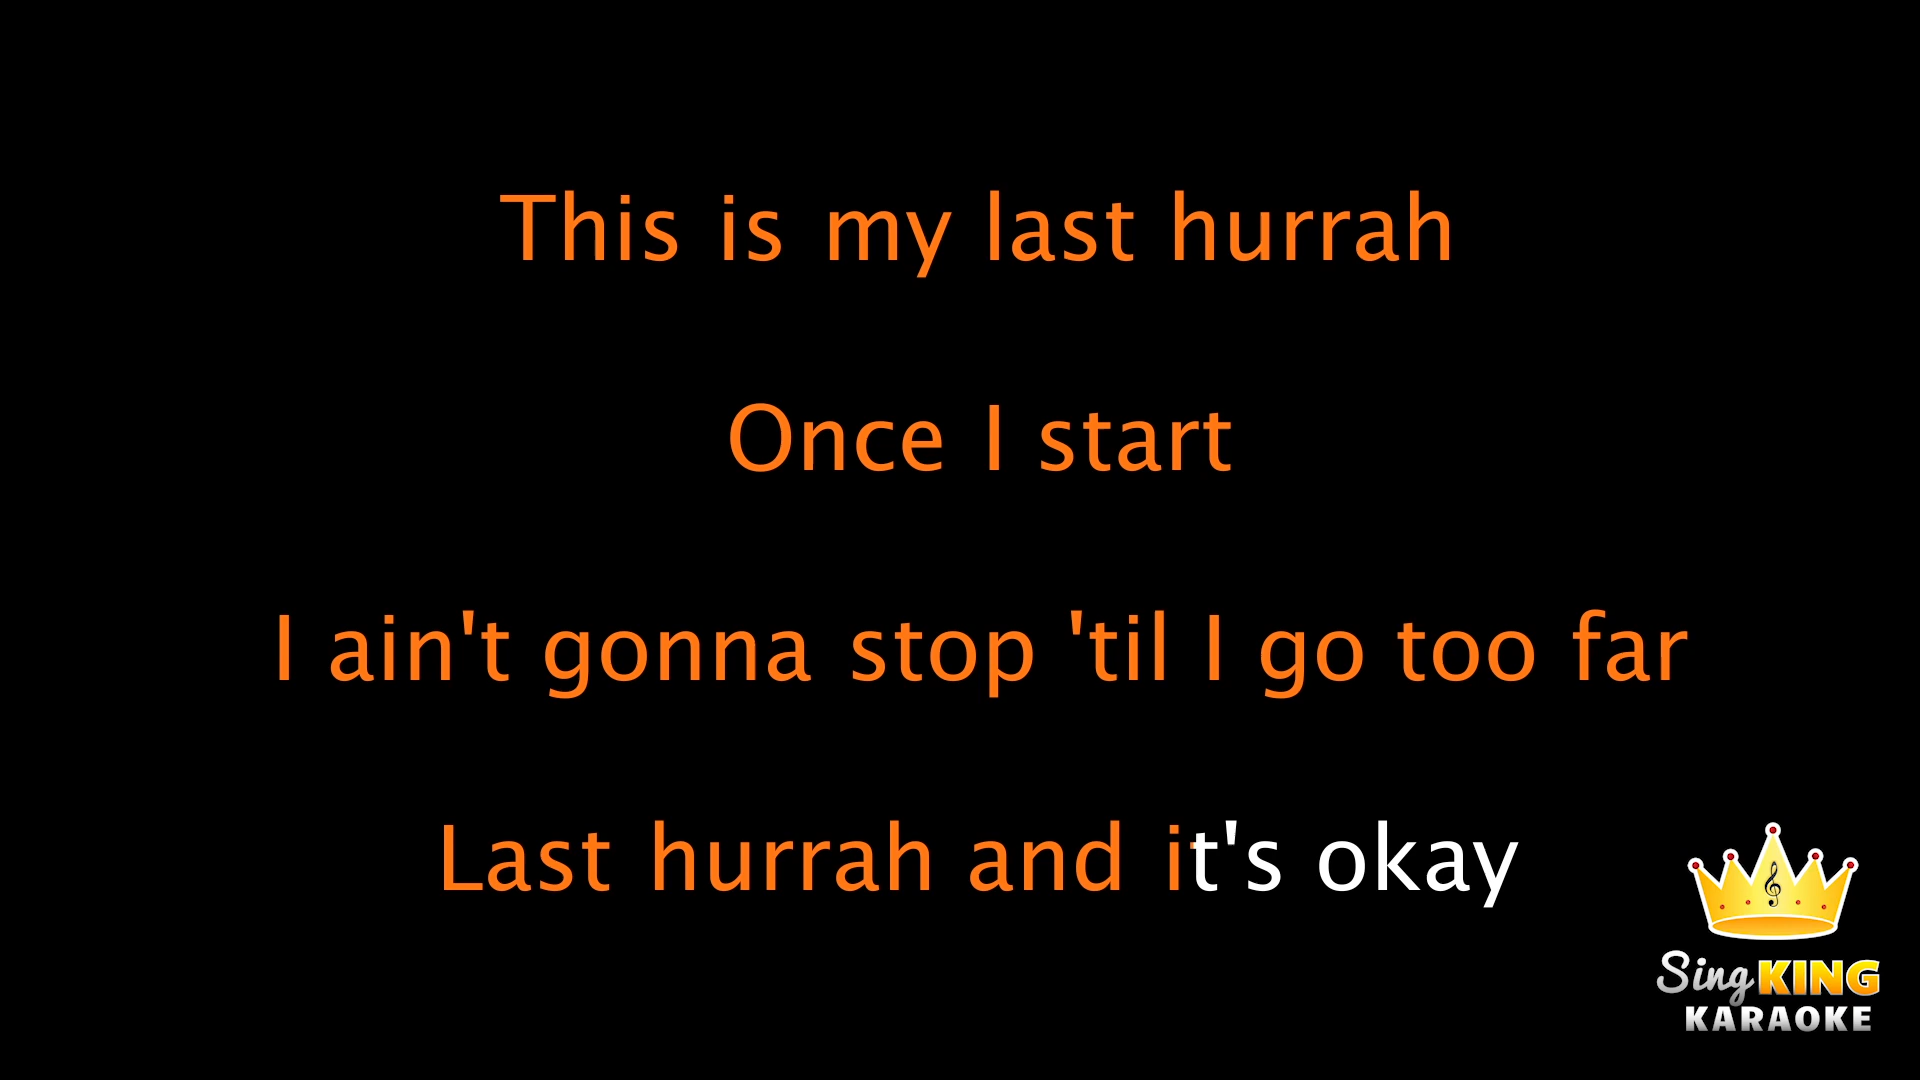 This is my last hurrah
Once I start
I ain't gonna stop 'til I go too far
Last hurrah and it's okay
Sing KING
KARAOKE